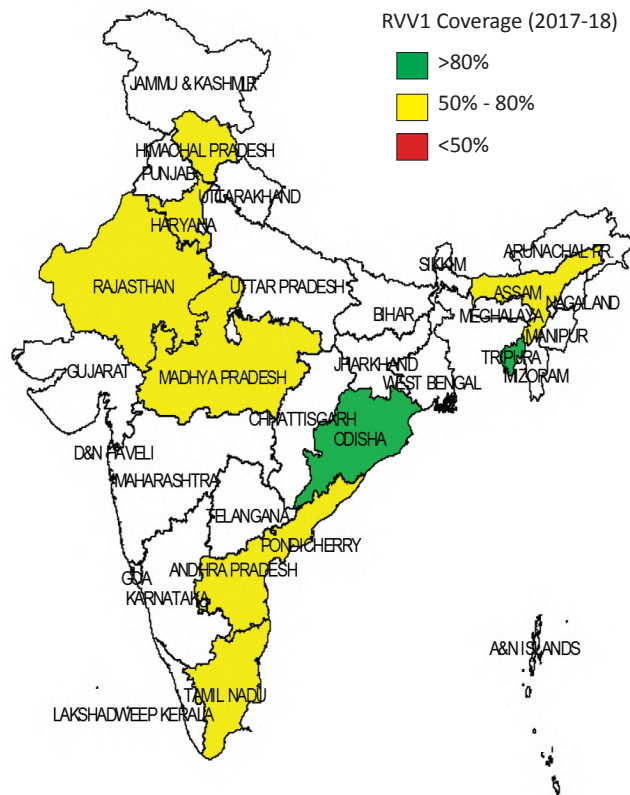 RVV1 Coverage (2017-18)
>80%
50% - 80%
<50%
JAMMU & KASHMIR
HIMACHAL PRADESH
PUNJAB
UTTARAKHAND
HARYANA
RAJASTHAN
UTTAR PRADESH
SIKKIM
ARUNACHAL PR.
ASSAM
NAGALAND
MEGHALAYA
BIHAR
MANIPUR
TRIPURA
MIZORAM
GUJARAT
MADHYA PRADESH
JHARKHAND
WEST BENGAL
CHHATTISGARH
ODISHA
D&N HAVELI
MAHARASHTRA
TELANGANA
PONDICHERRY
GOA
ANDHRA PRADESH
KARNATAKA
A&N ISLANDS
TAMIL NADU
LAKSHADWEEP
KERALA